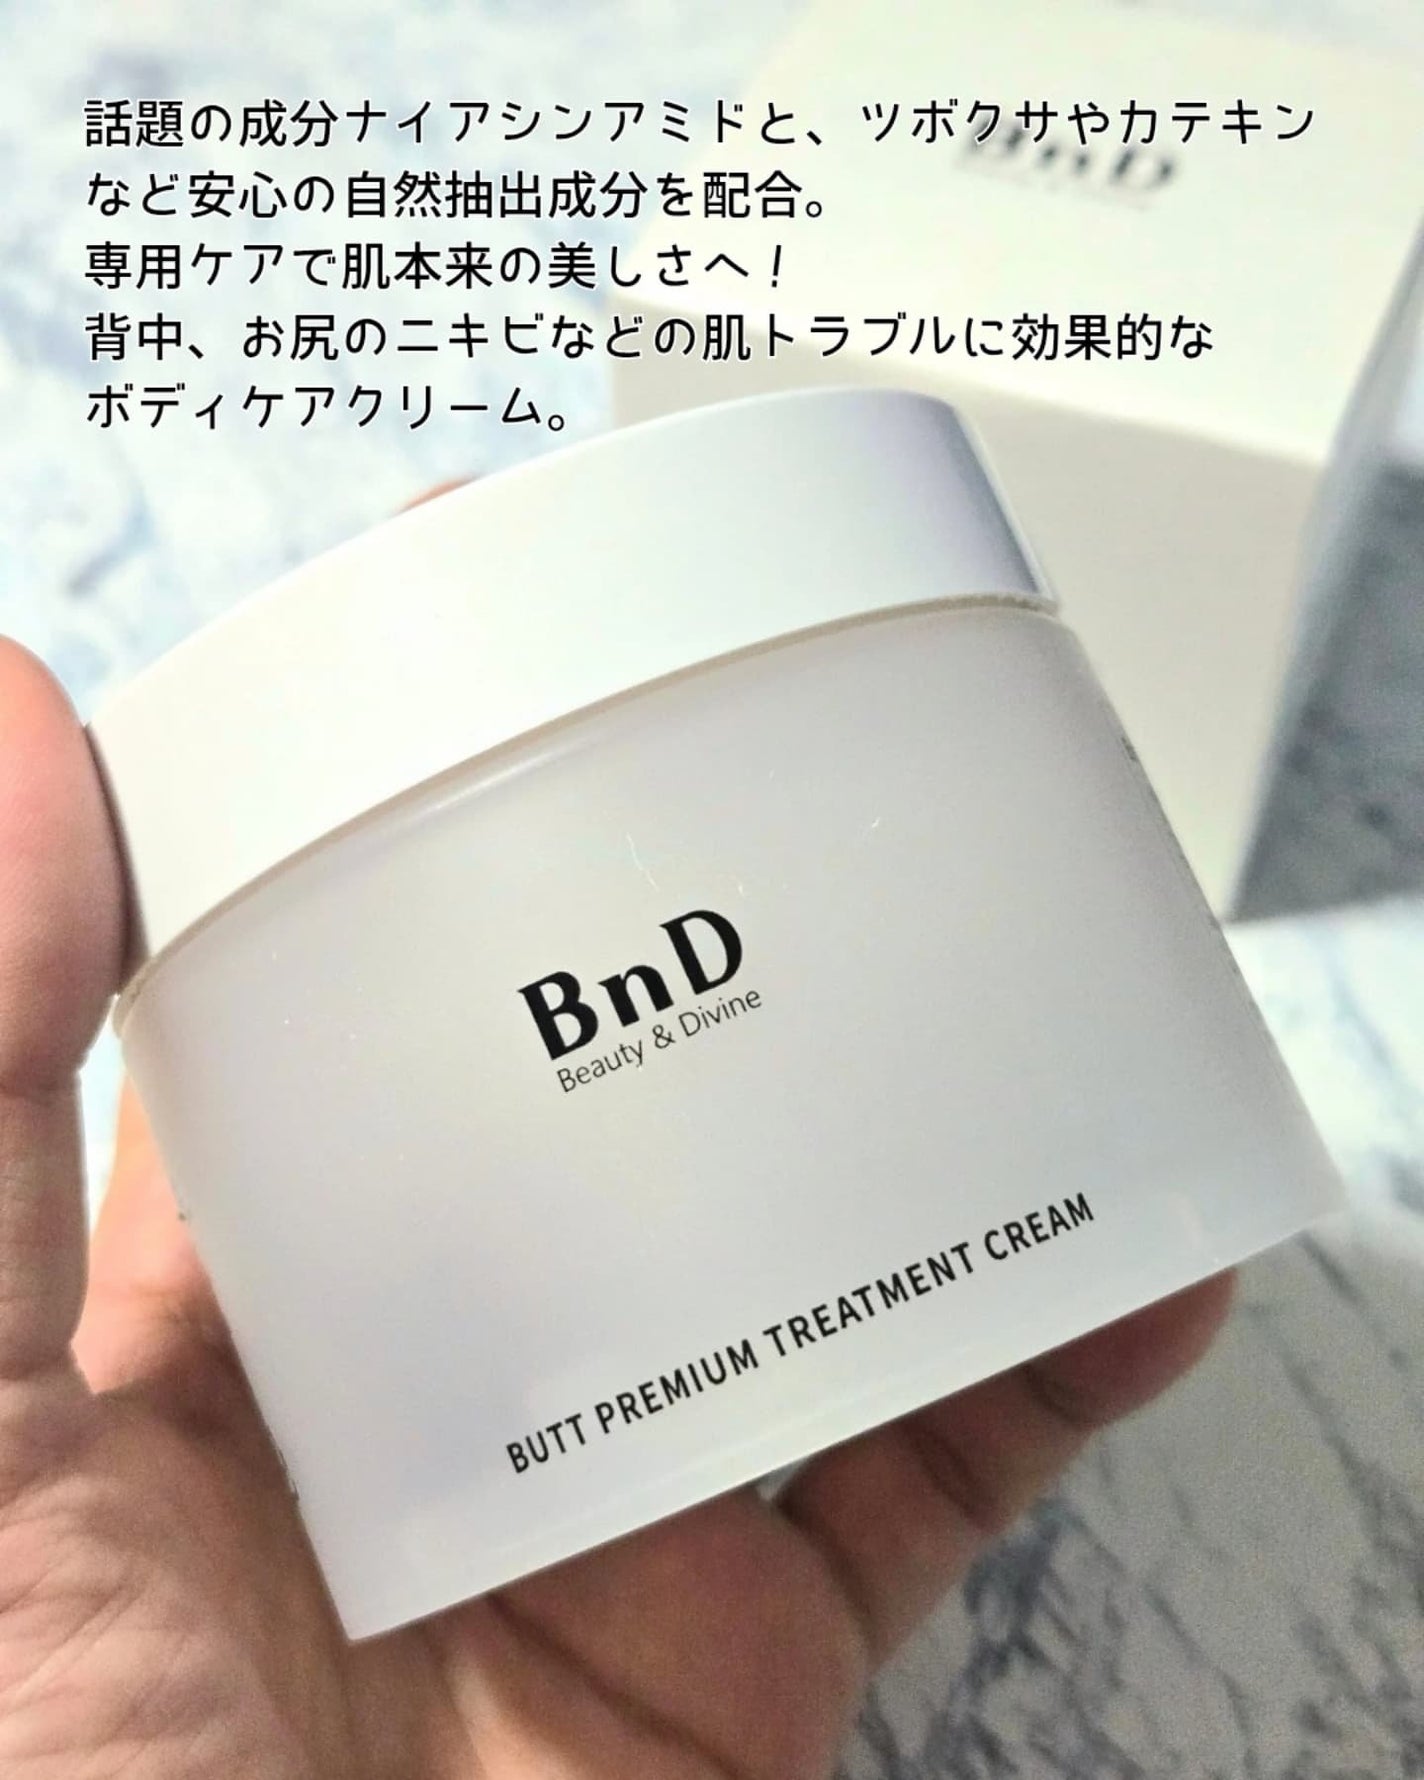 話題の成分ナイアシンアミドと、ツボクサやカテキン
など安心の自然抽出成分を配合。
専用ケアで肌本来の美しさへ！
背中、お尻のニキビなどの肌トラブルに効果的な
ボディケアクリーム。
BnD
BnD
Beauty & Divine
BUTT PREMIUM TREATMENT CREAM